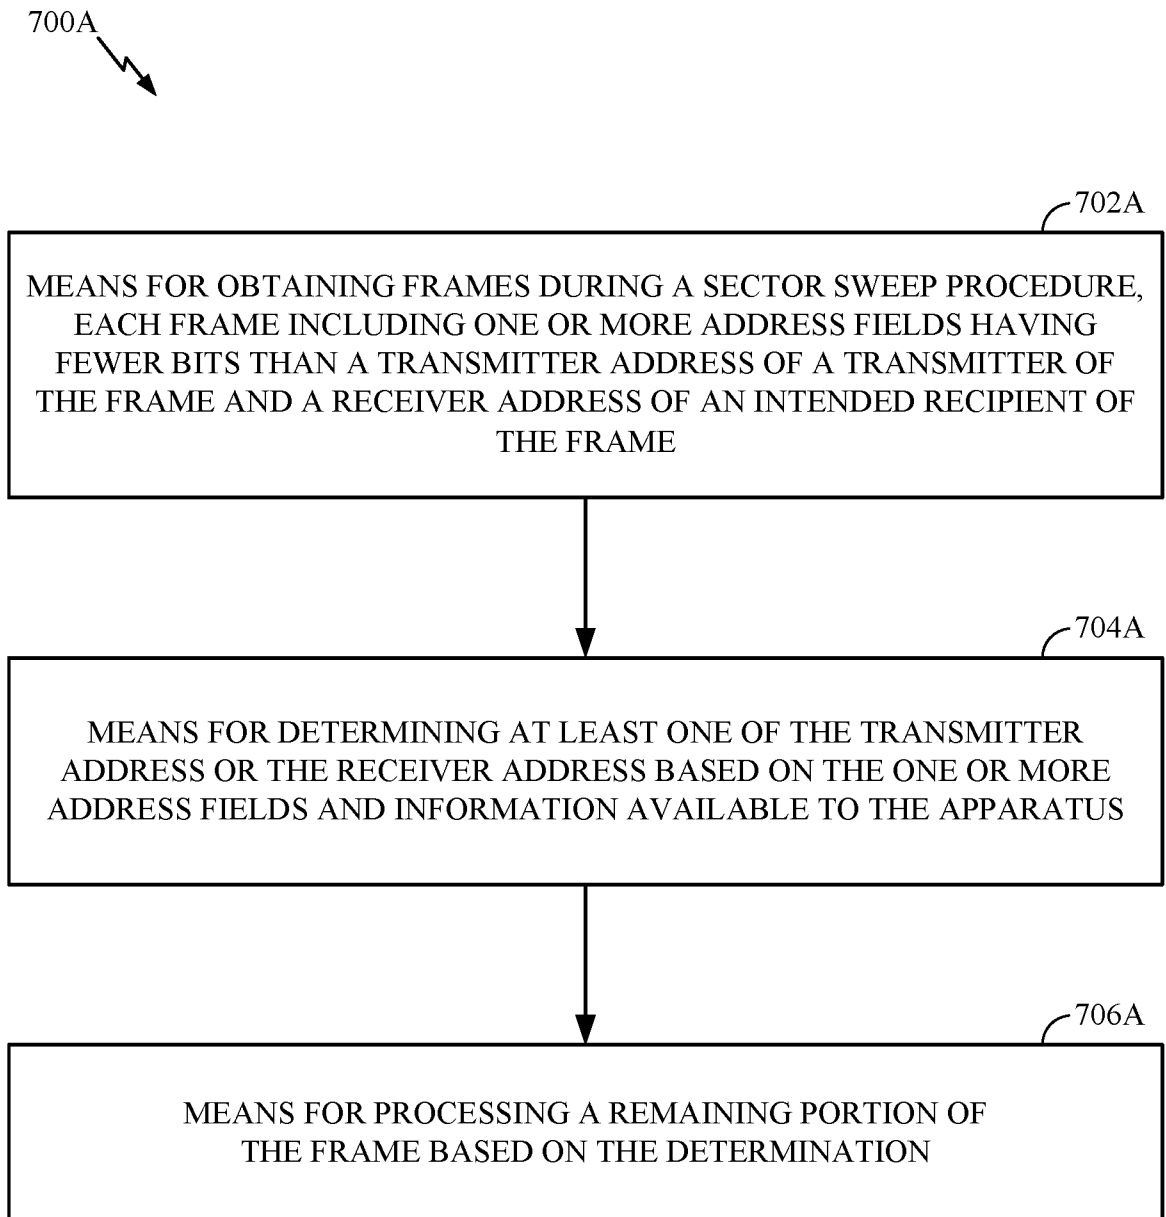 700A
702A
MEANS FOR OBTAINING FRAMES DURING A SECTOR SWEEP PROCEDURE,
EACH FRAME INCLUDING ONE OR MORE ADDRESS FIELDS HAVING
FEWER BITS THAN A TRANSMITTER ADDRESS OF A TRANSMITTER OF
THE FRAME AND A RECEIVER ADDRESS OF AN INTENDED RECIPIENT OF
THE FRAME
704A
MEANS FOR DETERMINING AT LEAST ONE OF THE TRANSMITTER
ADDRESS OR THE RECEIVER ADDRESS BASED ON THE ONE OR MORE
ADDRESS FIELDS AND INFORMATION AVAILABLE TO THE APPARATUS
706A
MEANS FOR PROCESSING A REMAINING PORTION OF
THE FRAME BASED ON THE DETERMINATION